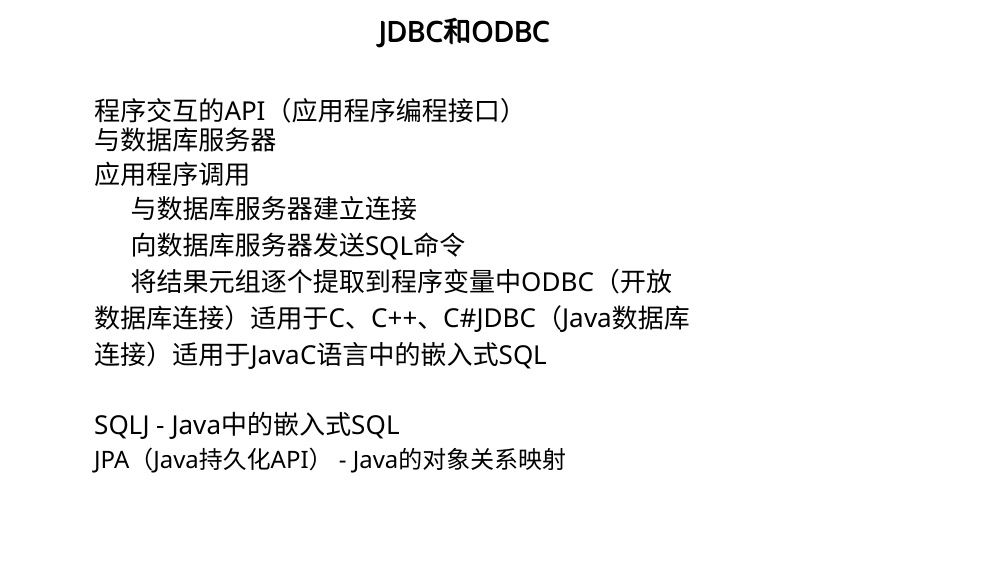 JDBC和ODBC
程序交互的API（应用程序编程接口）
与数据库服务器
应用程序调用
与数据库服务器建立连接
向数据库服务器发送SQL命令
将结果元组逐个提取到程序变量中ODBC（开放
数据库连接）适用于C、C++、C#JDBC（Java数据库
连接）适用于JavaC语言中的嵌入式SQL
SQLJ - Java中的嵌入式SQL
JPA（Java持久化API） - Java的对象关系映射